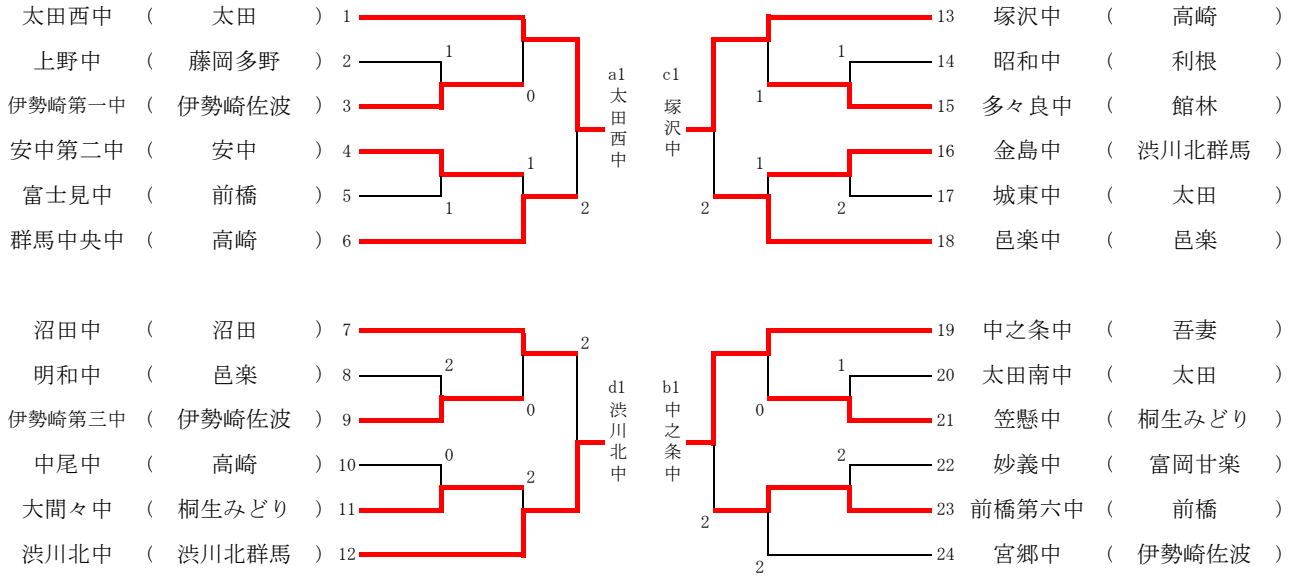 太田西中 ( 太田 ) 1
上野中 ( 藤岡多野 ) 2
1
伊勢崎第一中 ( 伊勢崎佐波 ) 3
0
安中第二中 ( 安中 ) 4
1
富士見中 ( 前橋 ) 5
1
2
群馬中央中 ( 高崎 ) 6
a1
太田西中
c1
塚沢中
13 塚沢中 ( 高崎 )
1
14 昭和中 ( 利根 )
1
15 多々良中 ( 館林 )
1
16 金島中 ( 渋川北群馬 )
2
2
17 城東中 ( 太田 )
18 邑楽中 ( 邑楽 )
沼田中 ( 沼田 ) 7
2
明和中 ( 邑楽 ) 8
2
伊勢崎第三中 ( 伊勢崎佐波 ) 9
0
中尾中 ( 高崎 ) 10
0
大間々中 ( 桐生みどり ) 11
2
渋川北中 ( 渋川北群馬 ) 12
d1
渋川北中
b1
中之条中
19 中之条中 ( 吾妻 )
1
20 太田南中 ( 太田 )
0
21 笠懸中 ( 桐生みどり )
2
22 妙義中 ( 富岡甘楽 )
2
23 前橋第六中 ( 前橋 )
24 宮郷中 ( 伊勢崎佐波 )
2